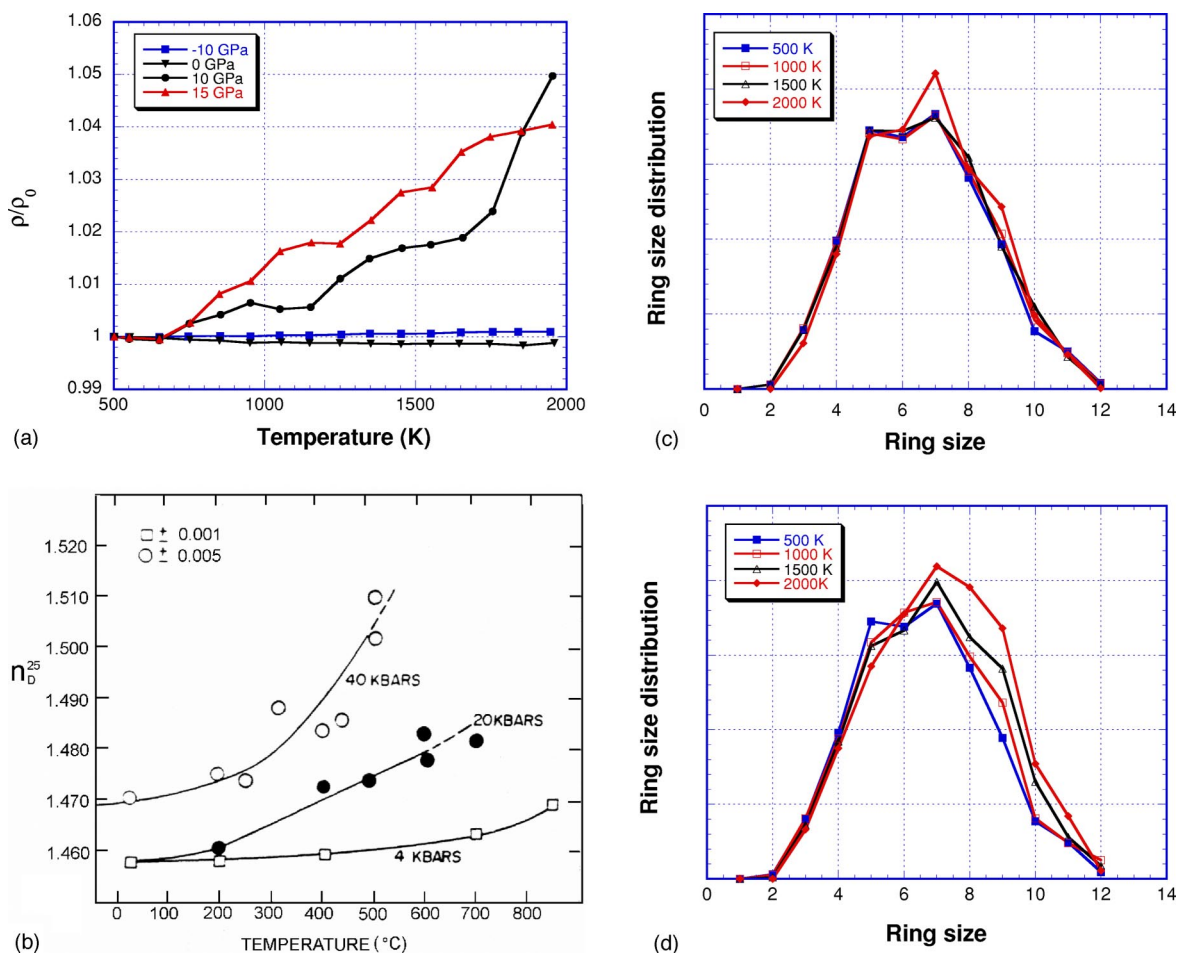 1.06
1.05
1.04
1.03
1.02
1.01
1
0.99
ρ/ρ0
-10 GPa
0 GPa
10 GPa
15 GPa
500
1000
1500
2000
Temperature (K)
(a)
1.520
1.510
1.500
1.490
1.480
1.470
1.460
n D 25
± 0.001
± 0.005
40 KBARS
20 KBARS
4 KBARS
0
200
300
400
500
600
700
800
TEMPERATURE (°C)
(b)
Ring size distribution
500 K
1000 K
1500 K
2000 K
0
2
4
6
8
10
12
14
Ring size
(c)
Ring size distribution
500 K
1000 K
1500 K
2000K
0
2
4
6
8
10
12
14
Ring size
(d)